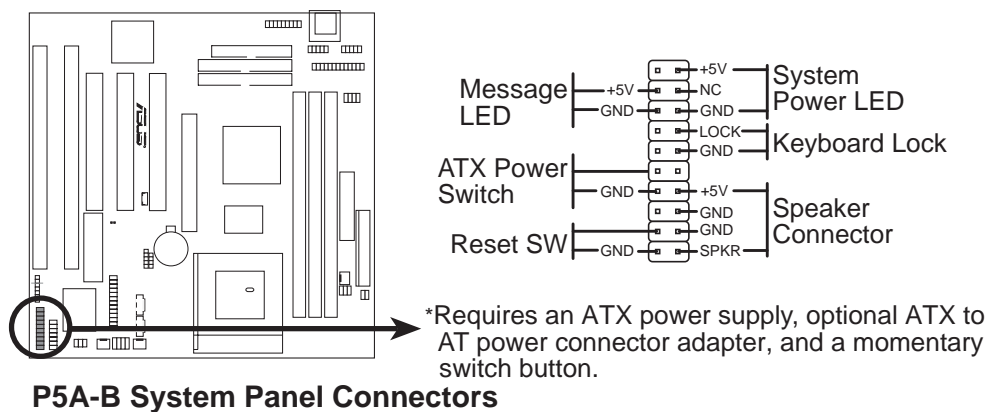 Message
LED
+5V
GND
ATX Power
Switch
GND
Reset SW
GND
+5V
NC
GND
System
Power LED
LOCK
GND
Keyboard Lock
+5V
GND
GND
SPKR
Speaker
Connector
ASUS
*Requires an ATX power supply, optional ATX to
AT power connector adapter, and a momentary
switch button.
P5A-B System Panel Connectors